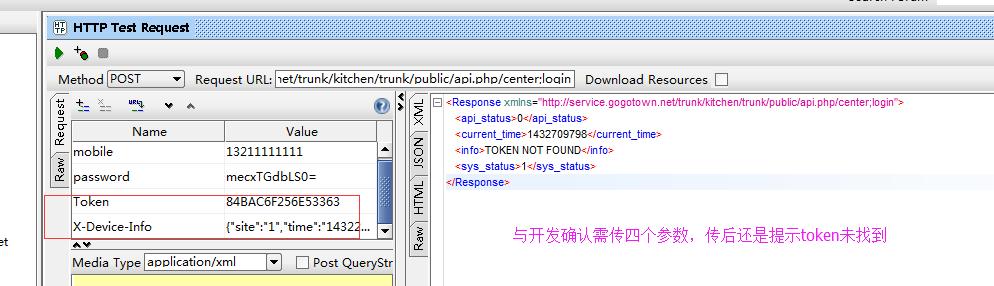 HTTP Test Request
Method POST Request URL: net/trunk/kitchen/trunk/public/api.php/center;login Download Resources
Request
Raw
Name Value
mobile 13211111111
password mecxTGdbLS0=
Token 84BAC6F256E53363
X-Device-Info {"site":"1","time":"14322...
Media Type application/xml Post QueryStr
XML
JSON
HTML
Raw
<Response xmlns="http://service.gogotown.net/trunk/kitchen/trunk/public/api.php/center;login">
<api_status>0</api_status>
<current_time>1432709798</current_time>
<info>TOKEN NOT FOUND</info>
<sys_status>1</sys_status>
</Response>
与开发确认需传四个参数，传后还是提示token未找到
et